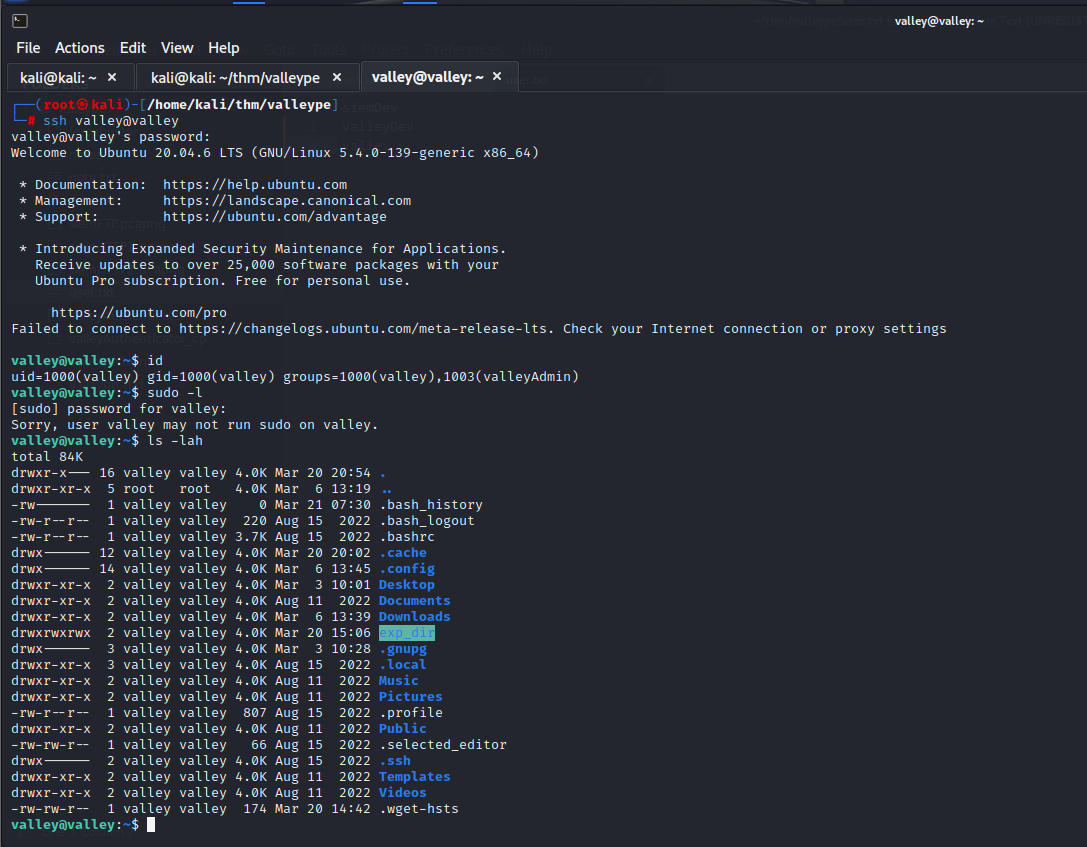 valley@valley: ~
File Actions Edit View Help
kali@kali: ~ × kali@kali: ~/thm/valleype × valley@valley: ~ ×
┌──(root㉿kali)-[/home/kali/thm/valleype]
└─# ssh valley@valley
valley@valley's password:
Welcome to Ubuntu 20.04.6 LTS (GNU/Linux 5.4.0-139-generic x86_64)
* Documentation:  https://help.ubuntu.com
* Management:     https://landscape.canonical.com
* Support:        https://ubuntu.com/advantage
* Introducing Expanded Security Maintenance for Applications.
Receive updates to over 25,000 software packages with your
Ubuntu Pro subscription. Free for personal use.
https://ubuntu.com/pro
Failed to connect to https://changelogs.ubuntu.com/meta-release-lts. Check your Internet connection or proxy settings
valley@valley:~$ id
uid=1000(valley) gid=1000(valley) groups=1000(valley),1003(valleyAdmin)
valley@valley:~$ sudo -l
[sudo] password for valley:
Sorry, user valley may not run sudo on valley.
valley@valley:~$ ls -lah
total 84K
drwxr-x--- 16 valley valley 4.0K Mar 20 20:54 .
drwxr-xr-x  5 root   root   4.0K Mar  6 13:19 ..
-rw-------  1 valley valley    0 Mar 21 07:30 .bash_history
-rw-r--r--  1 valley valley  220 Aug 15  2022 .bash_logout
-rw-r--r--  1 valley valley 3.7K Aug 15  2022 .bashrc
drwx------ 12 valley valley 4.0K Mar 20 20:02 .cache
drwx------ 14 valley valley 4.0K Mar  6 13:45 .config
drwxr-xr-x  2 valley valley 4.0K Mar  3 10:01 Desktop
drwxr-xr-x  2 valley valley 4.0K Aug 11  2022 Documents
drwxr-xr-x  2 valley valley 4.0K Mar  6 13:39 Downloads
drwxrwxrwx  2 valley valley 4.0K Mar 20 15:06 exp_dir
drwx------  3 valley valley 4.0K Mar  3 10:28 .gnupg
drwxr-xr-x  3 valley valley 4.0K Aug 15  2022 .local
drwxr-xr-x  2 valley valley 4.0K Aug 11  2022 Music
drwxr-xr-x  2 valley valley 4.0K Aug 11  2022 Pictures
-rw-r--r--  1 valley valley  807 Aug 15  2022 .profile
drwxr-xr-x  2 valley valley 4.0K Aug 11  2022 Public
-rw-rw-r--  1 valley valley   66 Aug 15  2022 .selected_editor
drwx------  2 valley valley 4.0K Aug 15  2022 .ssh
drwxr-xr-x  2 valley valley 4.0K Aug 11  2022 Templates
drwxr-xr-x  2 valley valley 4.0K Aug 11  2022 Videos
-rw-rw-r--  1 valley valley  174 Mar 20 14:42 .wget-hsts
valley@valley:~$